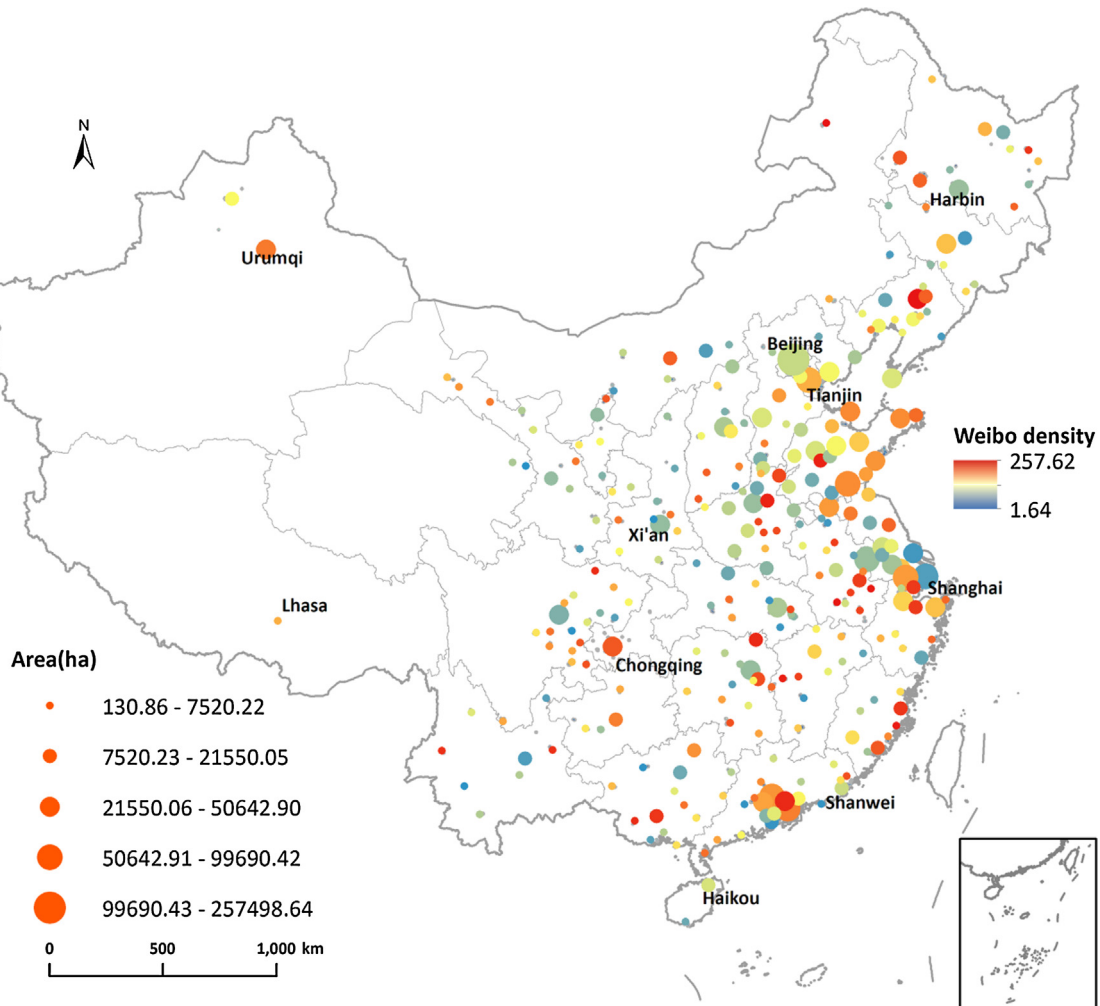 N
Harbin
Urumqi
Beijing
Tianjin
Weibo density
257.62
1.64
Xi'an
Shanghai
Lhasa
Area(ha)
Chongqing
130.86 - 7520.22
7520.23 - 21550.05
21550.06 - 50642.90
Shanwei
50642.91 - 99690.42
Haikou
99690.43 - 257498.64
0 500 1,000 km